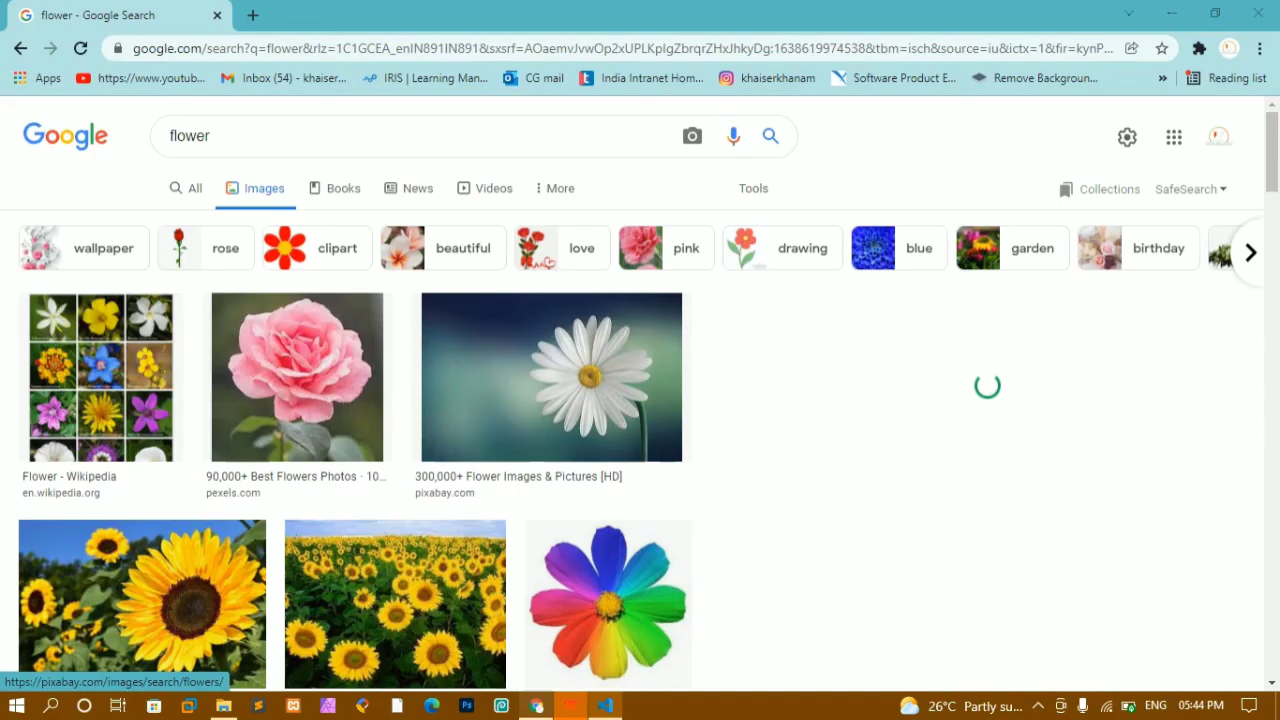 flower - Google Search
google.com/search?q=flower&rlz=1C1GCEA_enIN891IN891&sxsrf=AOaemvJvwOp2xUPLKpIgZbrqrZHxJhkyDg:1638619974538&tbm=isch&source=iu&ictx=1&fir=kynP...
Apps https://www.youtub... Inbox (54) - khaiser... IRIS | Learning Man... CG mail India Intranet Hom... khaiserkhanam Software Product E... Remove Backgroun... » Reading list
Google flower
All Images Books News Videos More Tools Collections SafeSearch
wallpaper rose clipart beautiful love pink drawing blue garden birthday
Flower - Wikipedia 90,000+ Best Flowers Photos · 10... 300,000+ Flower Images & Pictures [HD]
en.wikipedia.org pexels.com pixabay.com
https://pixabay.com/images/search/flowers/
26°C Partly su... ENG 05:44 PM